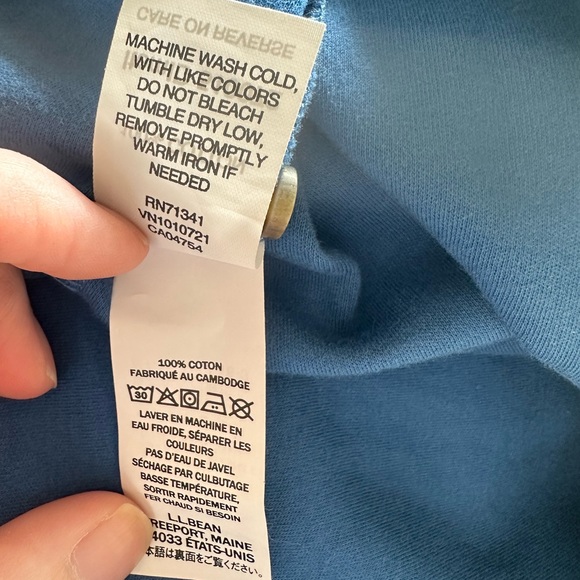 CARE ON REVERSE
MACHINE WASH COLD,
WITH LIKE COLORS
DO NOT BLEACH
TUMBLE DRY LOW,
REMOVE PROMPTLY
WARM IRON IF
NEEDED
RN71341
VN1010721
CA04754
100% COTON
FABRIQUÉ AU CAMBODGE
30
LAVER EN MACHINE EN
EAU FROIDE, SÉPARER LES
COULEURS
PAS D'EAU DE JAVEL
SÉCHAGE PAR CULBUTAGE
BASSE TEMPÉRATURE,
SORTIR RAPIDEMENT
FER CHAUD SI BESOIN
L.L.BEAN
REEPORT, MAINE
4033 ÉTATS-UNIS
本語は裏面をご覧ください。